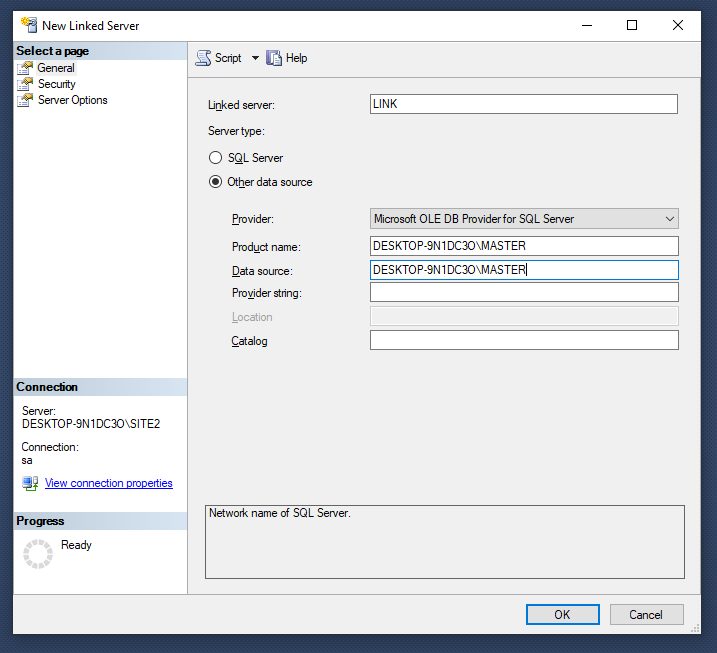 New Linked Server
Select a page
General
Security
Server Options
Script
Help
Linked server:
LINK
Server type:
SQL Server
Other data source
Provider:
Microsoft OLE DB Provider for SQL Server
Product name:
DESKTOP-9N1DC3O\MASTER
Data source:
DESKTOP-9N1DC3O\MASTER
Provider string:
Location
Catalog
Connection
Server:
DESKTOP-9N1DC3O\SITE2
Connection:
sa
View connection properties
Progress
Ready
Network name of SQL Server.
OK
Cancel